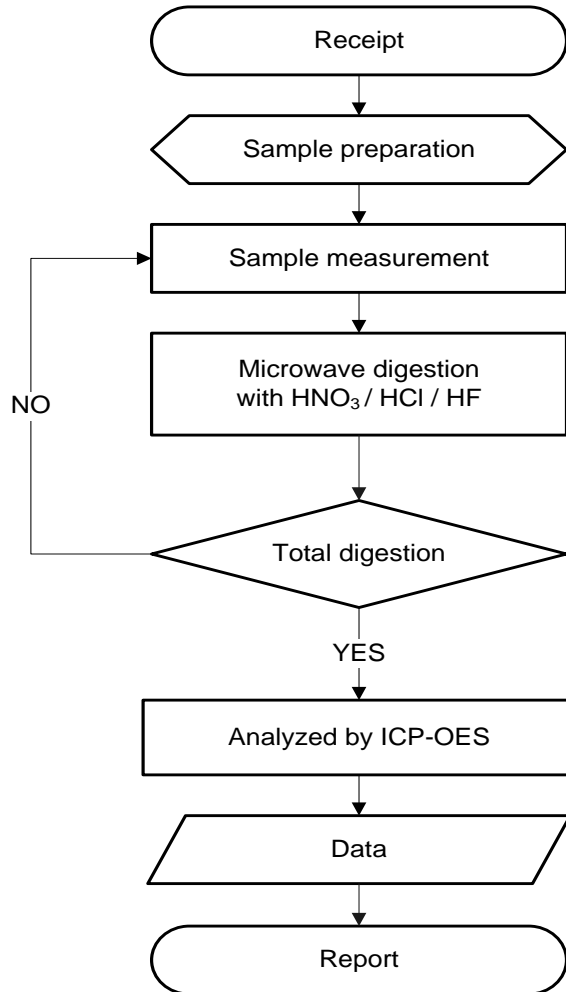 Receipt
Sample preparation
Sample measurement
Microwave digestion
with HNO₃ / HCl / HF
NO
Total digestion
YES
Analyzed by ICP-OES
Data
Report